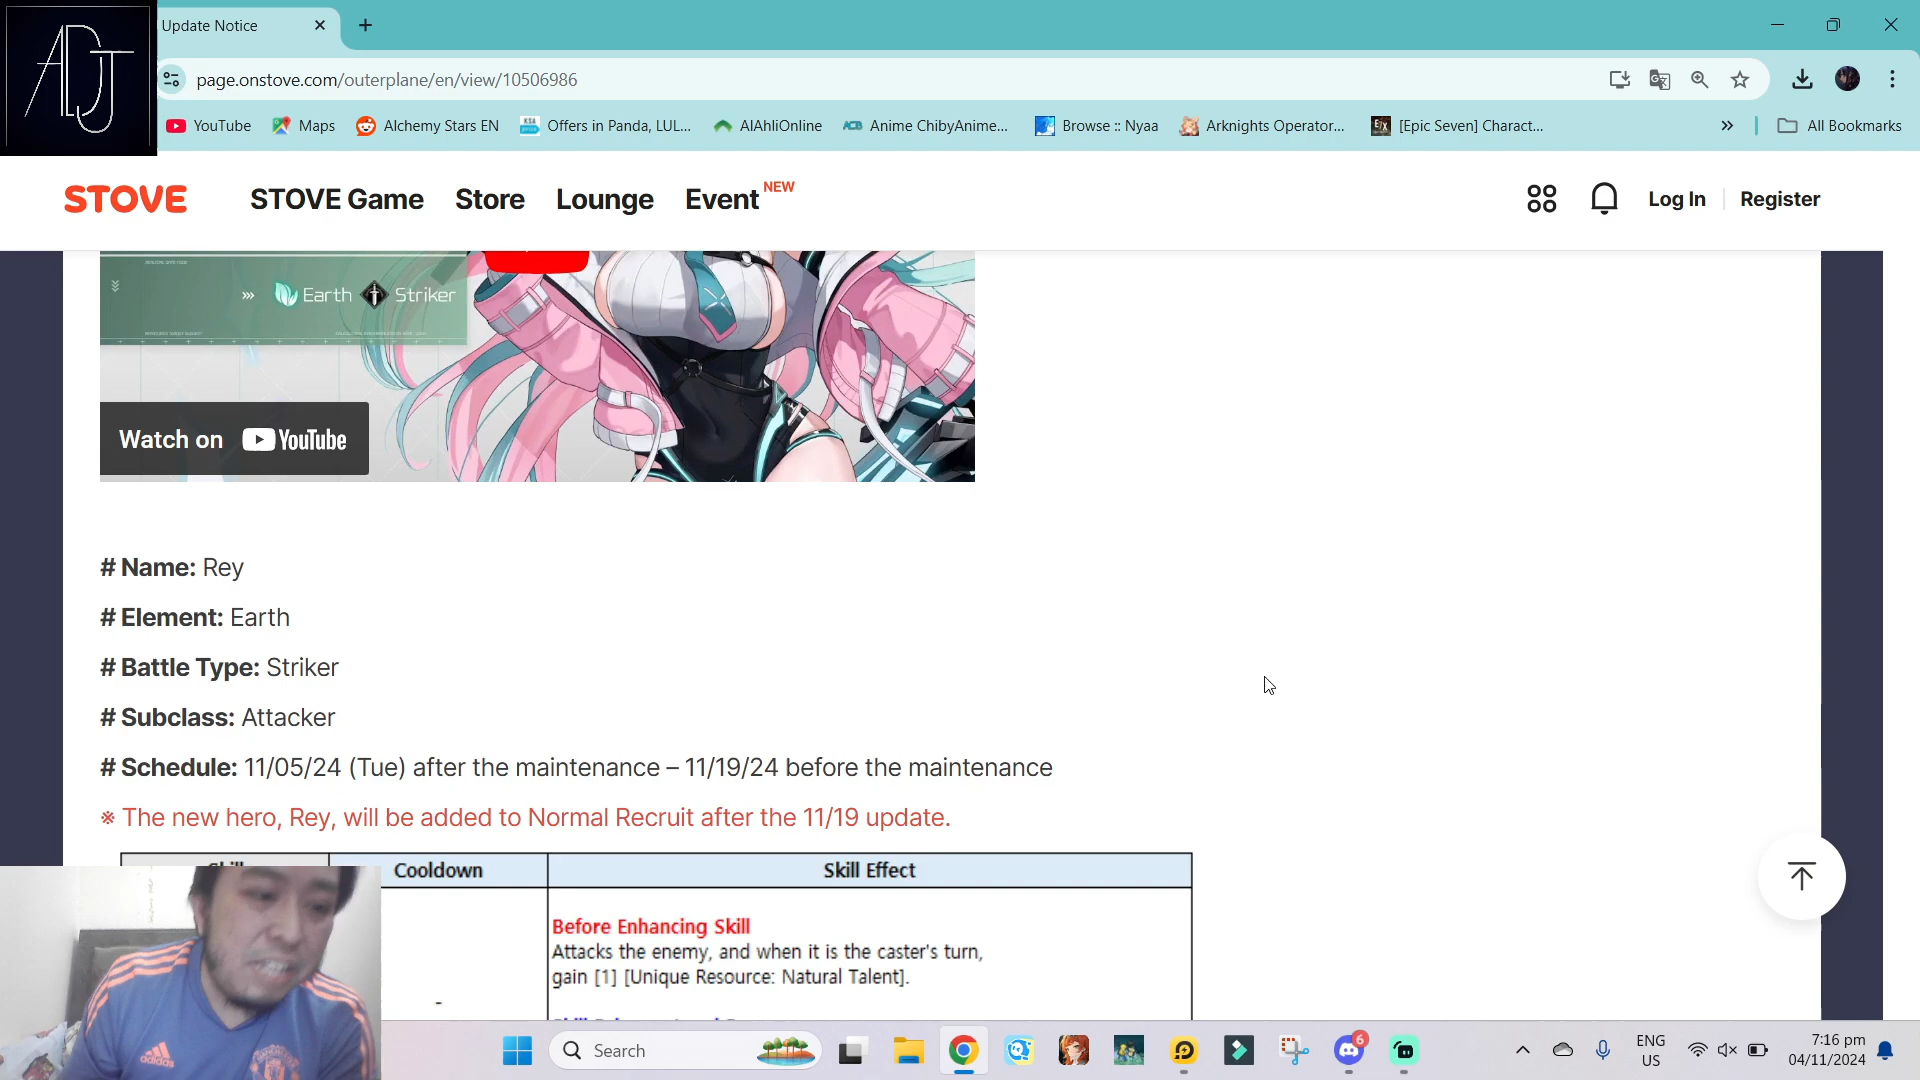 ADJ
Update Notice
page.onstove.com/outerplane/en/view/10506986
YouTube Maps Alchemy Stars EN Offers in Panda, LUL... AlAhliOnline Anime ChibyAnime... Browse :: Nyaa Arknights Operator... [Epic Seven] Charact... » All Bookmarks
STOVE STOVE Game Store Lounge Event NEW Log In Register
Earth Striker
Watch on YouTube
# Name: Rey
# Element: Earth
# Battle Type: Striker
# Subclass: Attacker
# Schedule: 11/05/24 (Tue) after the maintenance – 11/19/24 before the maintenance
※ The new hero, Rey, will be added to Normal Recruit after the 11/19 update.
Cooldown Skill Effect
Before Enhancing Skill
Attacks the enemy, and when it is the caster's turn,
gain [1] [Unique Resource: Natural Talent].
-
adidas
Search 6 ENG 7:16 pm
US 04/11/2024